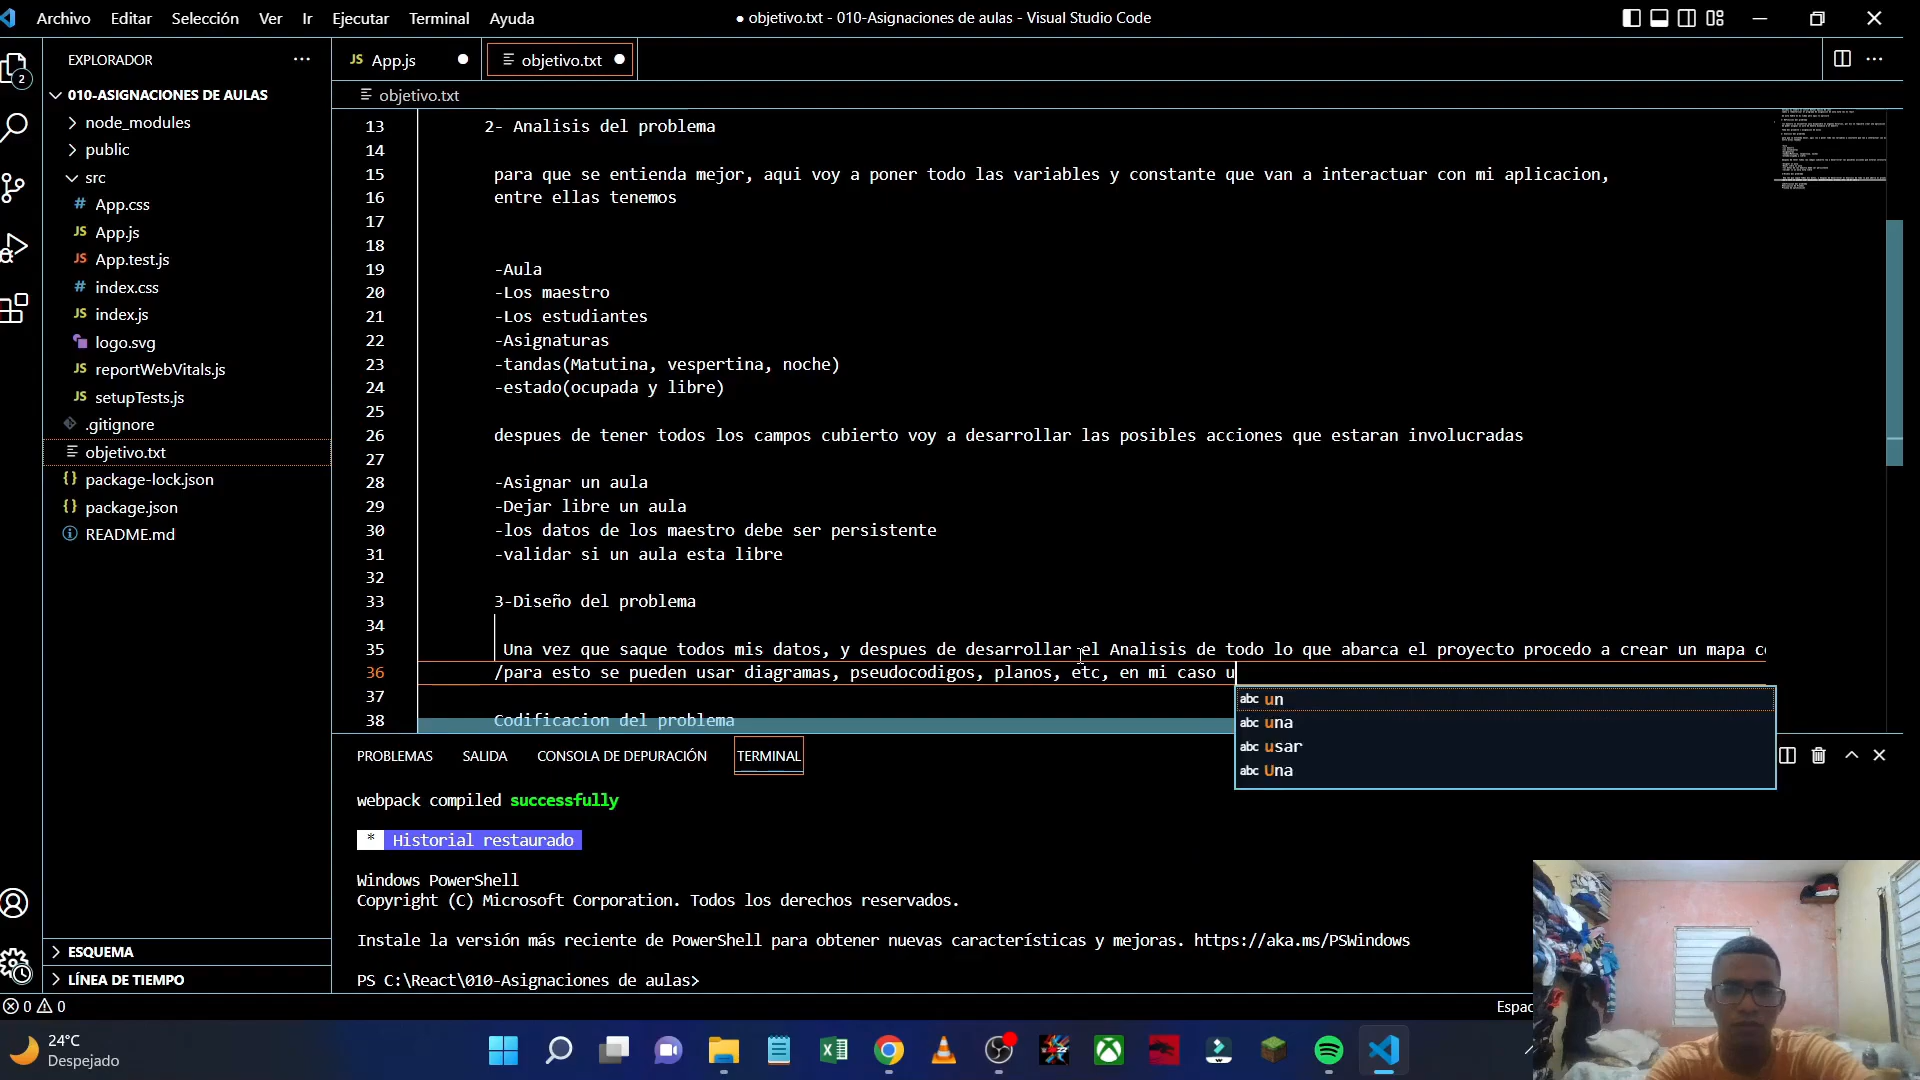 Archivo Editar Selección Ver Ir Ejecutar Terminal Ayuda
● objetivo.txt - 010-Asignaciones de aulas - Visual Studio Code
EXPLORADOR
2
010-ASIGNACIONES DE AULAS
node_modules
public
src
# App.css
JS App.js
JS App.test.js
# index.css
JS index.js
logo.svg
JS reportWebVitals.js
JS setupTests.js
.gitignore
objetivo.txt
{} package-lock.json
{} package.json
README.md
ESQUEMA
LÍNEA DE TIEMPO
JS App.js
objetivo.txt
objetivo.txt
13 2- Analisis del problema
14
15 para que se entienda mejor, aqui voy a poner todo las variables y constante que van a interactuar con mi aplicacion,
16 entre ellas tenemos
17
18
19 -Aula
20 -Los maestro
21 -Los estudiantes
22 -Asignaturas
23 -tandas(Matutina, vespertina, noche)
24 -estado(ocupada y libre)
25
26 despues de tener todos los campos cubierto voy a desarrollar las posibles acciones que estaran involucradas
27
28 -Asignar un aula
29 -Dejar libre un aula
30 -los datos de los maestro debe ser persistente
31 -validar si un aula esta libre
32
33 3-Diseño del problema
34
35 Una vez que saque todos mis datos, y despues de desarrollar el Analisis de todo lo que abarca el proyecto procedo a crear un mapa
36 /para esto se pueden usar diagramas, pseudocodigos, planos, etc, en mi caso u
37
38 Codificacion del problema
abc un
abc una
abc usar
abc Una
PROBLEMAS SALIDA CONSOLA DE DEPURACIÓN TERMINAL
webpack compiled successfully
* Historial restaurado
Windows PowerShell
Copyright (C) Microsoft Corporation. Todos los derechos reservados.
Instale la versión más reciente de PowerShell para obtener nuevas características y mejoras. https://aka.ms/PSWindows
PS C:\React\010-Asignaciones de aulas>
0 0
Espac
24°C
Despejado